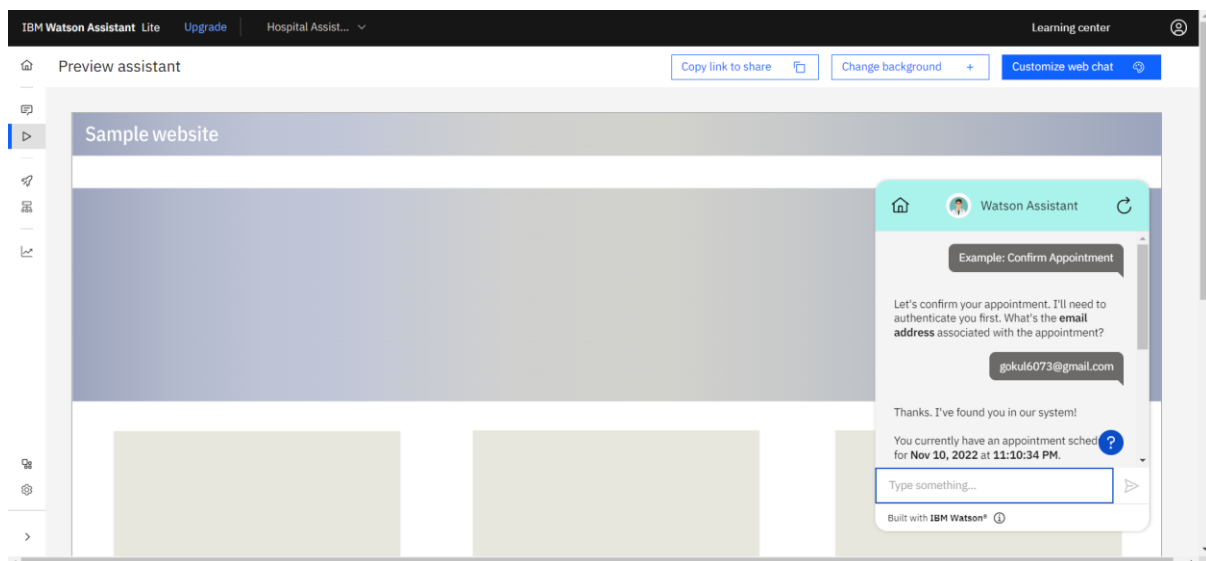 IBM Watson Assistant Lite Upgrade Hospital Assist... Learning center
Preview assistant Copy link to share Change background + Customize web chat
Sample website
Watson Assistant
Example: Confirm Appointment
Let's confirm your appointment. I'll need to
authenticate you first. What's the email
address associated with the appointment?
gokul6073@gmail.com
Thanks. I've found you in our system!
You currently have an appointment sched
?
for Nov 10, 2022 at 11:10:34 PM.
Type something...
Built with IBM Watson®